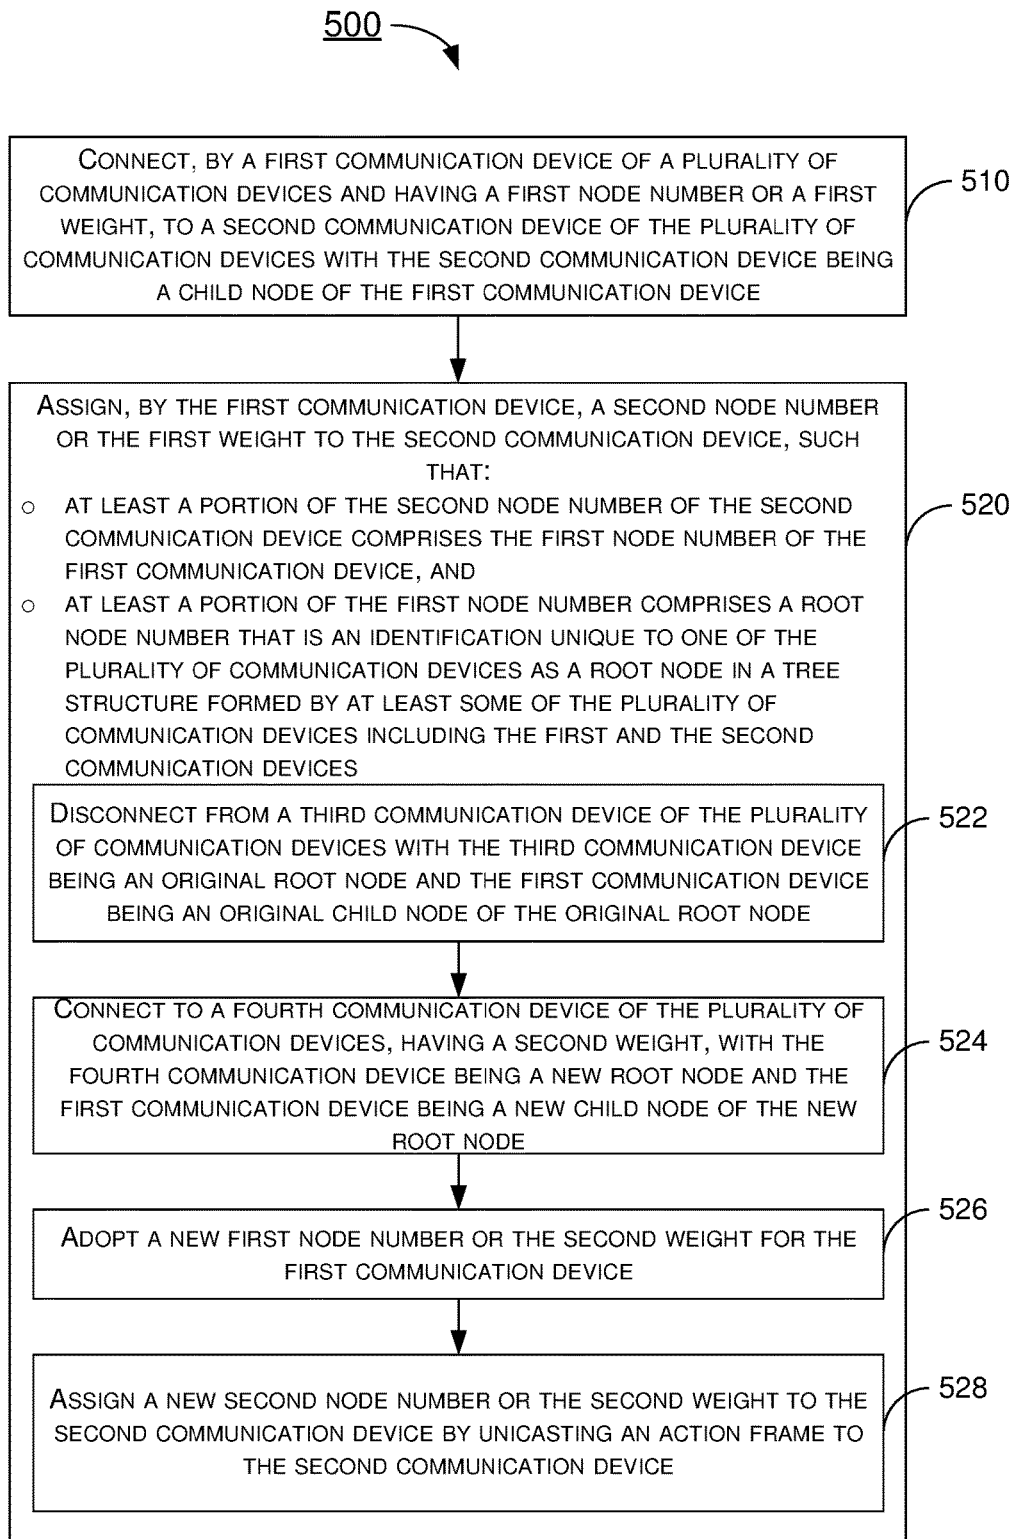 500
CONNECT, BY A FIRST COMMUNICATION DEVICE OF A PLURALITY OF
COMMUNICATION DEVICES AND HAVING A FIRST NODE NUMBER OR A FIRST
WEIGHT, TO A SECOND COMMUNICATION DEVICE OF THE PLURALITY OF
COMMUNICATION DEVICES WITH THE SECOND COMMUNICATION DEVICE BEING
A CHILD NODE OF THE FIRST COMMUNICATION DEVICE
510
ASSIGN, BY THE FIRST COMMUNICATION DEVICE, A SECOND NODE NUMBER
OR THE FIRST WEIGHT TO THE SECOND COMMUNICATION DEVICE, SUCH
THAT:
○ AT LEAST A PORTION OF THE SECOND NODE NUMBER OF THE SECOND
COMMUNICATION DEVICE COMPRISES THE FIRST NODE NUMBER OF THE
FIRST COMMUNICATION DEVICE, AND
○ AT LEAST A PORTION OF THE FIRST NODE NUMBER COMPRISES A ROOT
NODE NUMBER THAT IS AN IDENTIFICATION UNIQUE TO ONE OF THE
PLURALITY OF COMMUNICATION DEVICES AS A ROOT NODE IN A TREE
STRUCTURE FORMED BY AT LEAST SOME OF THE PLURALITY OF
COMMUNICATION DEVICES INCLUDING THE FIRST AND THE SECOND
COMMUNICATION DEVICES
520
DISCONNECT FROM A THIRD COMMUNICATION DEVICE OF THE PLURALITY
OF COMMUNICATION DEVICES WITH THE THIRD COMMUNICATION DEVICE
BEING AN ORIGINAL ROOT NODE AND THE FIRST COMMUNICATION DEVICE
BEING AN ORIGINAL CHILD NODE OF THE ORIGINAL ROOT NODE
522
CONNECT TO A FOURTH COMMUNICATION DEVICE OF THE PLURALITY OF
COMMUNICATION DEVICES, HAVING A SECOND WEIGHT, WITH THE
FOURTH COMMUNICATION DEVICE BEING A NEW ROOT NODE AND THE
FIRST COMMUNICATION DEVICE BEING A NEW CHILD NODE OF THE NEW
ROOT NODE
524
ADOPT A NEW FIRST NODE NUMBER OR THE SECOND WEIGHT FOR THE
FIRST COMMUNICATION DEVICE
526
ASSIGN A NEW SECOND NODE NUMBER OR THE SECOND WEIGHT TO THE
SECOND COMMUNICATION DEVICE BY UNICASTING AN ACTION FRAME TO
THE SECOND COMMUNICATION DEVICE
528